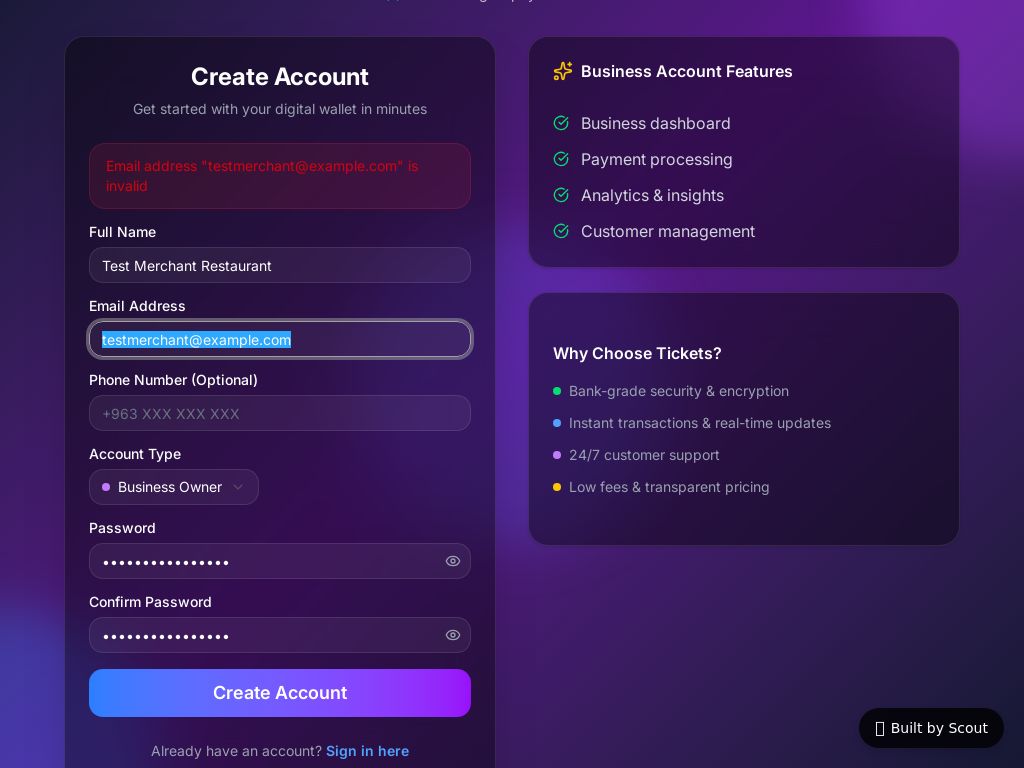 Create Account
Get started with your digital wallet in minutes
Email address "testmerchant@example.com" is
invalid
Full Name
Test Merchant Restaurant
Email Address
testmerchant@example.com
Phone Number (Optional)
+963 XXX XXX XXX
Account Type
Business Owner
Password
••••••••••••••••
Confirm Password
••••••••••••••••
Create Account
Already have an account? Sign in here
Business Account Features
Business dashboard
Payment processing
Analytics & insights
Customer management
Why Choose Tickets?
Bank-grade security & encryption
Instant transactions & real-time updates
24/7 customer support
Low fees & transparent pricing
Built by Scout